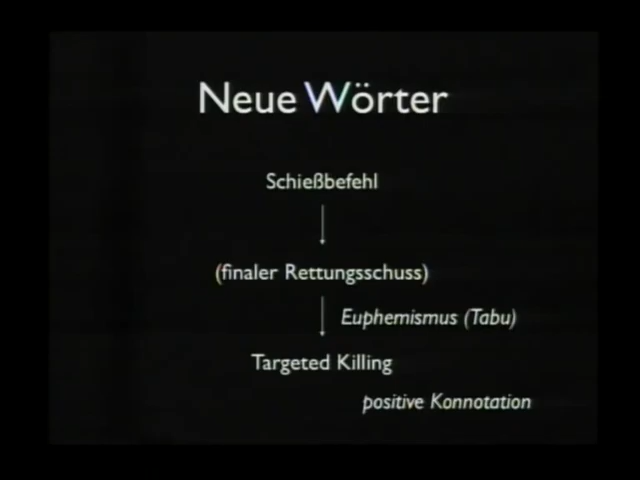 Neue Wörter
Schießbefehl
(finaler Rettungsschuss)
Euphemismus (Tabu)
Targeted Killing
positive Konnotation